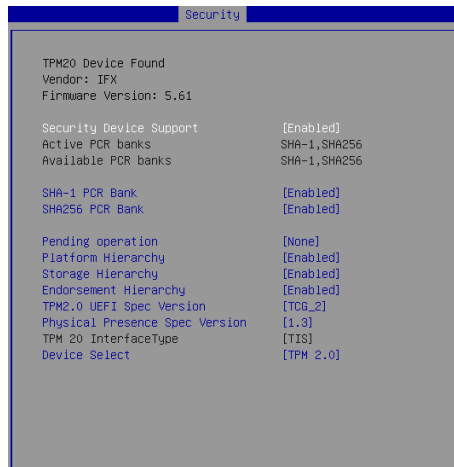 Security
TPM20 Device Found
Vendor: IFX
Firmware Version: 5.61
Security Device Support [Enabled]
Active PCR banks SHA-1,SHA256
Available PCR banks SHA-1,SHA256
SHA-1 PCR Bank [Enabled]
SHA256 PCR Bank [Enabled]
Pending operation [None]
Platform Hierarchy [Enabled]
Storage Hierarchy [Enabled]
Endorsement Hierarchy [Enabled]
TPM2.0 UEFI Spec Version [TCG_2]
Physical Presence Spec Version [1.3]
TPM 20 InterfaceType [TIS]
Device Select [TPM 2.0]